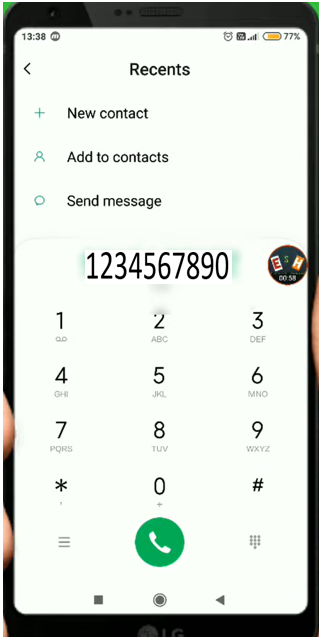 13:38 77%
Recents
New contact
Add to contacts
Send message
1234567890
E S H
00:58
1 2 3
ABC DEF
4 5 6
GHI JKL MNO
7 8 9
PQRS TUV WXYZ
* 0 #
, +
LG